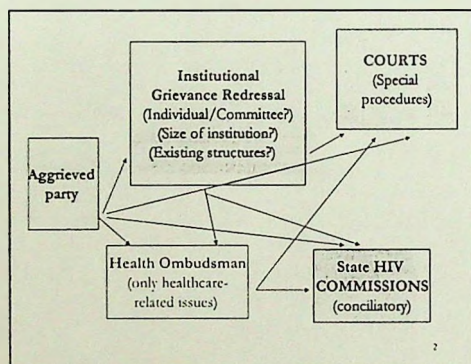 Institutional
Grievance Redressal
(Individual/Committee?)
(Size of institution?)
(Existing structures?)
COURTS
(Special
procedures)
Aggrieved
party
Health Ombudsman
(only healthcare-
related issues)
State HIV
COMMISSIONS
(conciliatory)
2